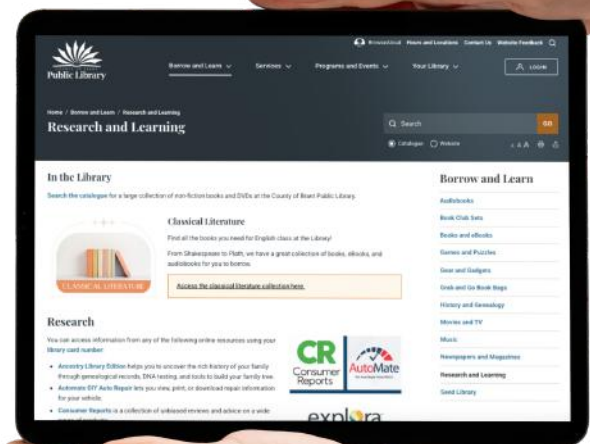 Browsealoud Hours and Locations Contact Us Website Feedback
Public Library
Borrow and Learn Services Programs and Events Your Library LOGIN
Home / Borrow and Learn / Research and Learning
Research and Learning
Search GO
Catalogue Website A A A
In the Library
Search the catalogue for a large collection of non-fiction books and DVDs at the County of Brant Public Library.
CLASSICAL LITERATURE
Classical Literature
Find all the books you need for English class at the Library!
From Shakespeare to Plath, we have a great collection of books, eBooks, and
audiobooks for you to borrow.
Access the classical literature collection here.
Research
You can access information from any of the following online resources using your
library card number:
Ancestry Library Edition helps you to uncover the rich history of your family
through genealogical records, DNA testing, and tools to build your family tree.
Automate DIY Auto Repair lets you view, print, or download repair information
for your vehicle.
Consumer Reports is a collection of unbiased reviews and advice on a wide
CR
Consumer
Reports
AutoMate
explora
Borrow and Learn
Audiobooks
Book Club Sets
Books and eBooks
Games and Puzzles
Gear and Gadgets
Grab and Go Book Bags
History and Genealogy
Movies and TV
Music
Newspapers and Magazines
Research and Learning
Seed Library